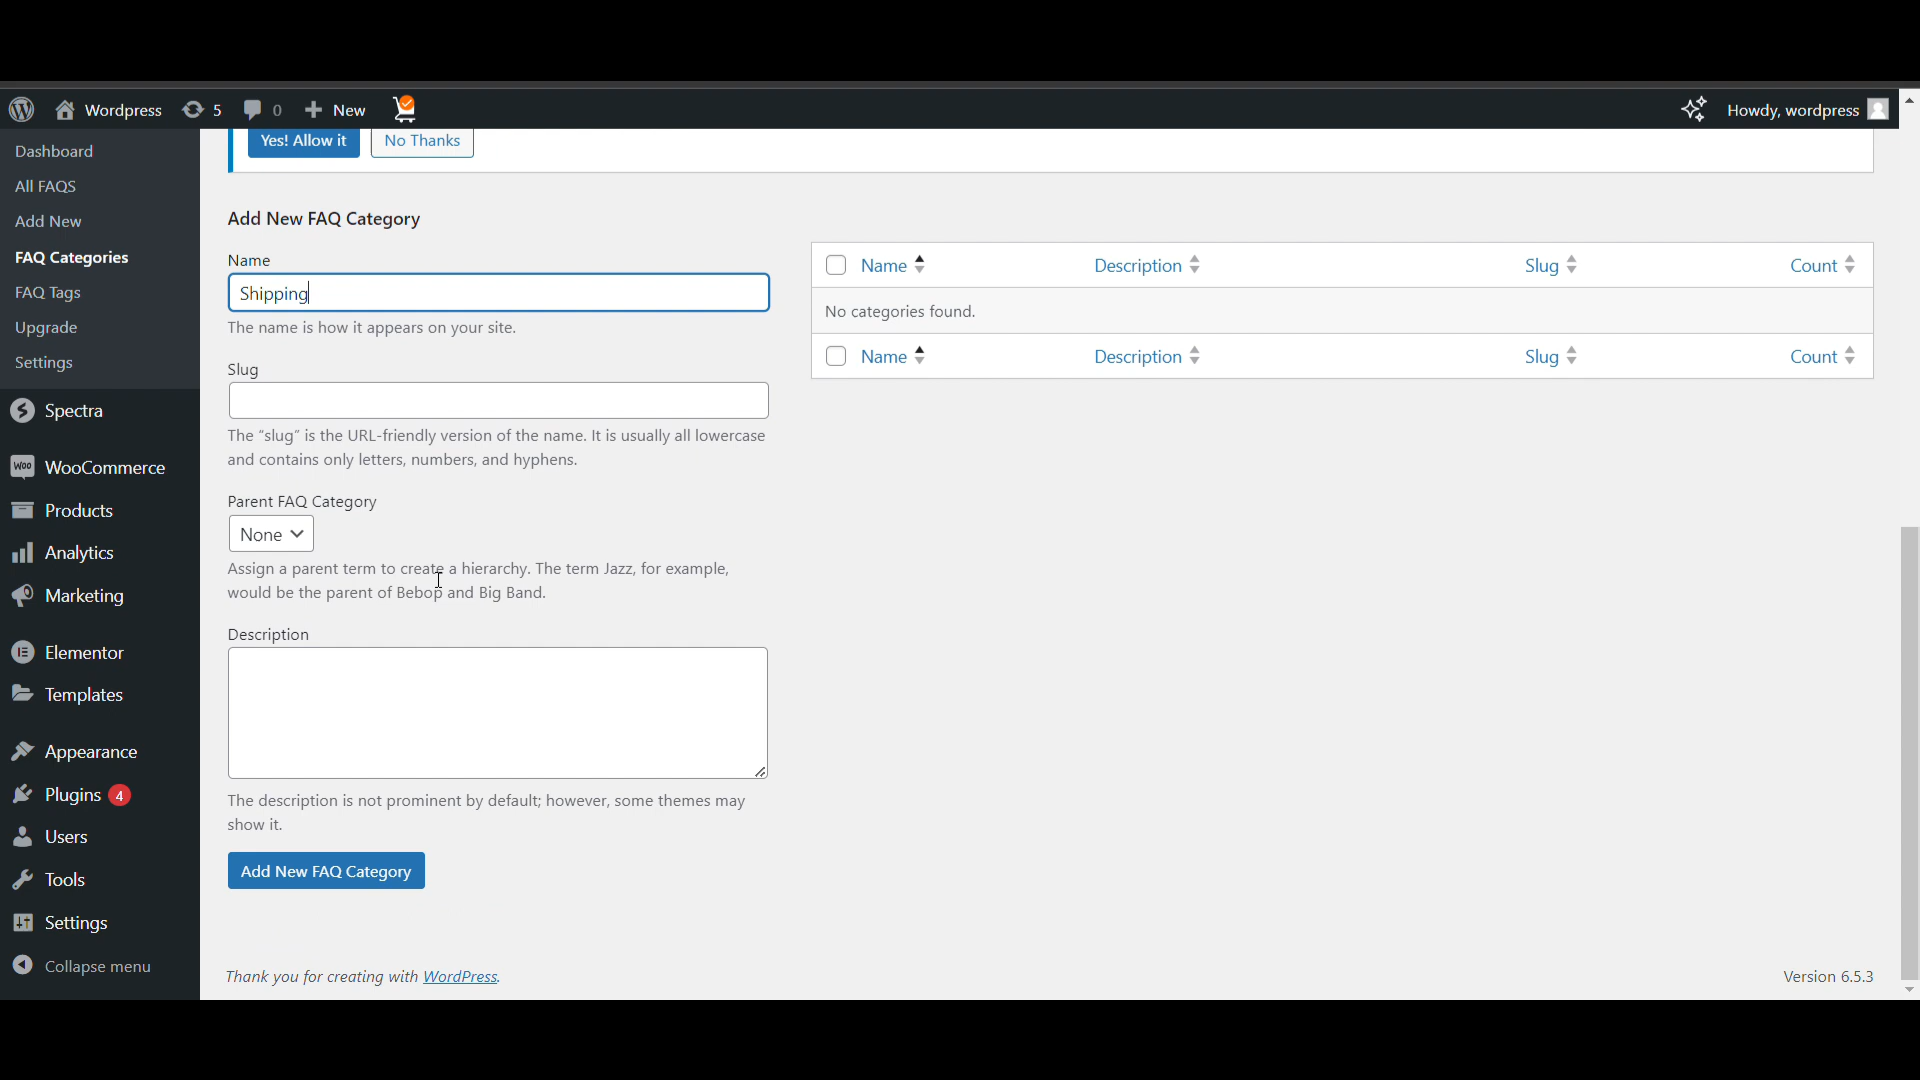 Wordpress 5 0 New Howdy, wordpress
Dashboard
All FAQS
Add New
FAQ Categories
FAQ Tags
Upgrade
Settings
Spectra
Woo WooCommerce
Products
Analytics
Marketing
Elementor
Templates
Appearance
Plugins 4
Users
Tools
Settings
Collapse menu
Yes! Allow it No Thanks
Add New FAQ Category
Name
Shipping
The name is how it appears on your site.
Slug
The “slug” is the URL-friendly version of the name. It is usually all lowercase
and contains only letters, numbers, and hyphens.
Parent FAQ Category
None
Assign a parent term to create a hierarchy. The term Jazz, for example,
would be the parent of Bebop and Big Band.
Description
The description is not prominent by default; however, some themes may
show it.
Add New FAQ Category
Name Description Slug Count
No categories found.
Name Description Slug Count
Thank you for creating with WordPress. Version 6.5.3